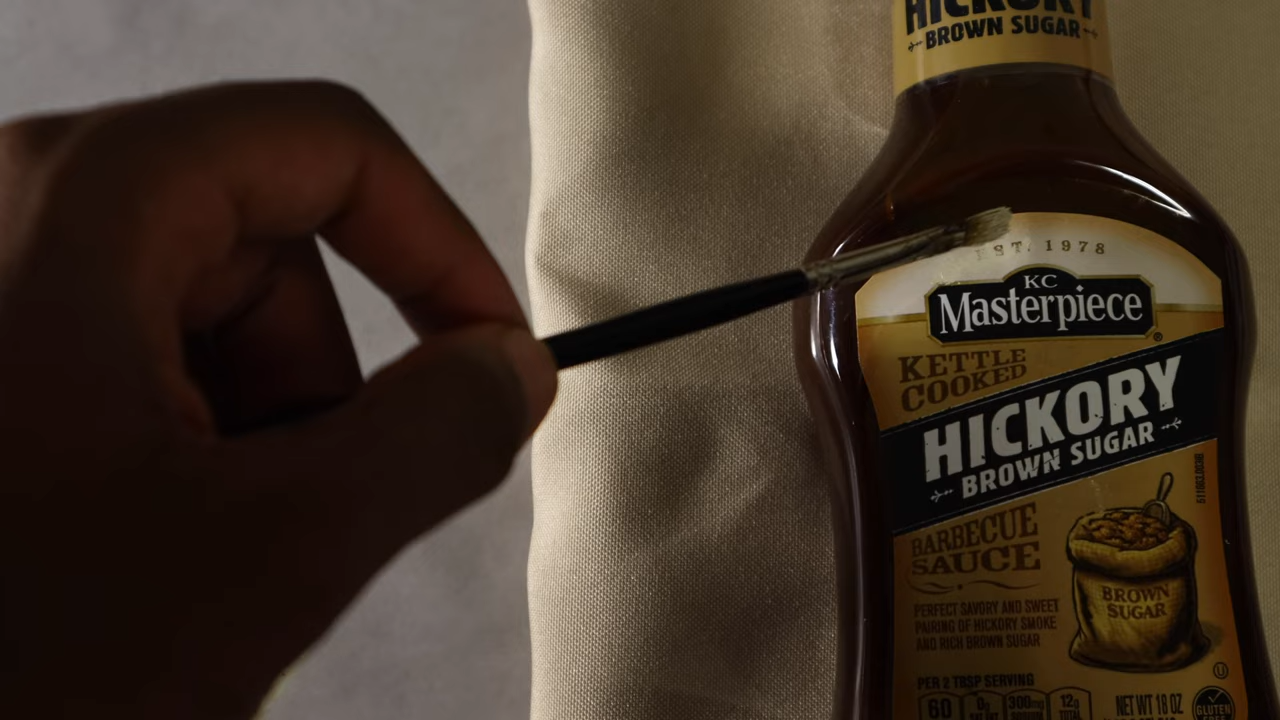 HICKORY
BROWN SUGAR
EST. 1978
KC
Masterpiece
®
KETTLE
COOKED
HICKORY
BROWN SUGAR
BARBECUE
SAUCE
BROWN
SUGAR
PERFECT SAVORY AND SWEET
PAIRING OF HICKORY SMOKE
AND RICH BROWN SUGAR
U
PER 2 TBSP SERVING
60 0g 300mg 12g
TOTAL
NET WT 18 OZ
GLUTEN